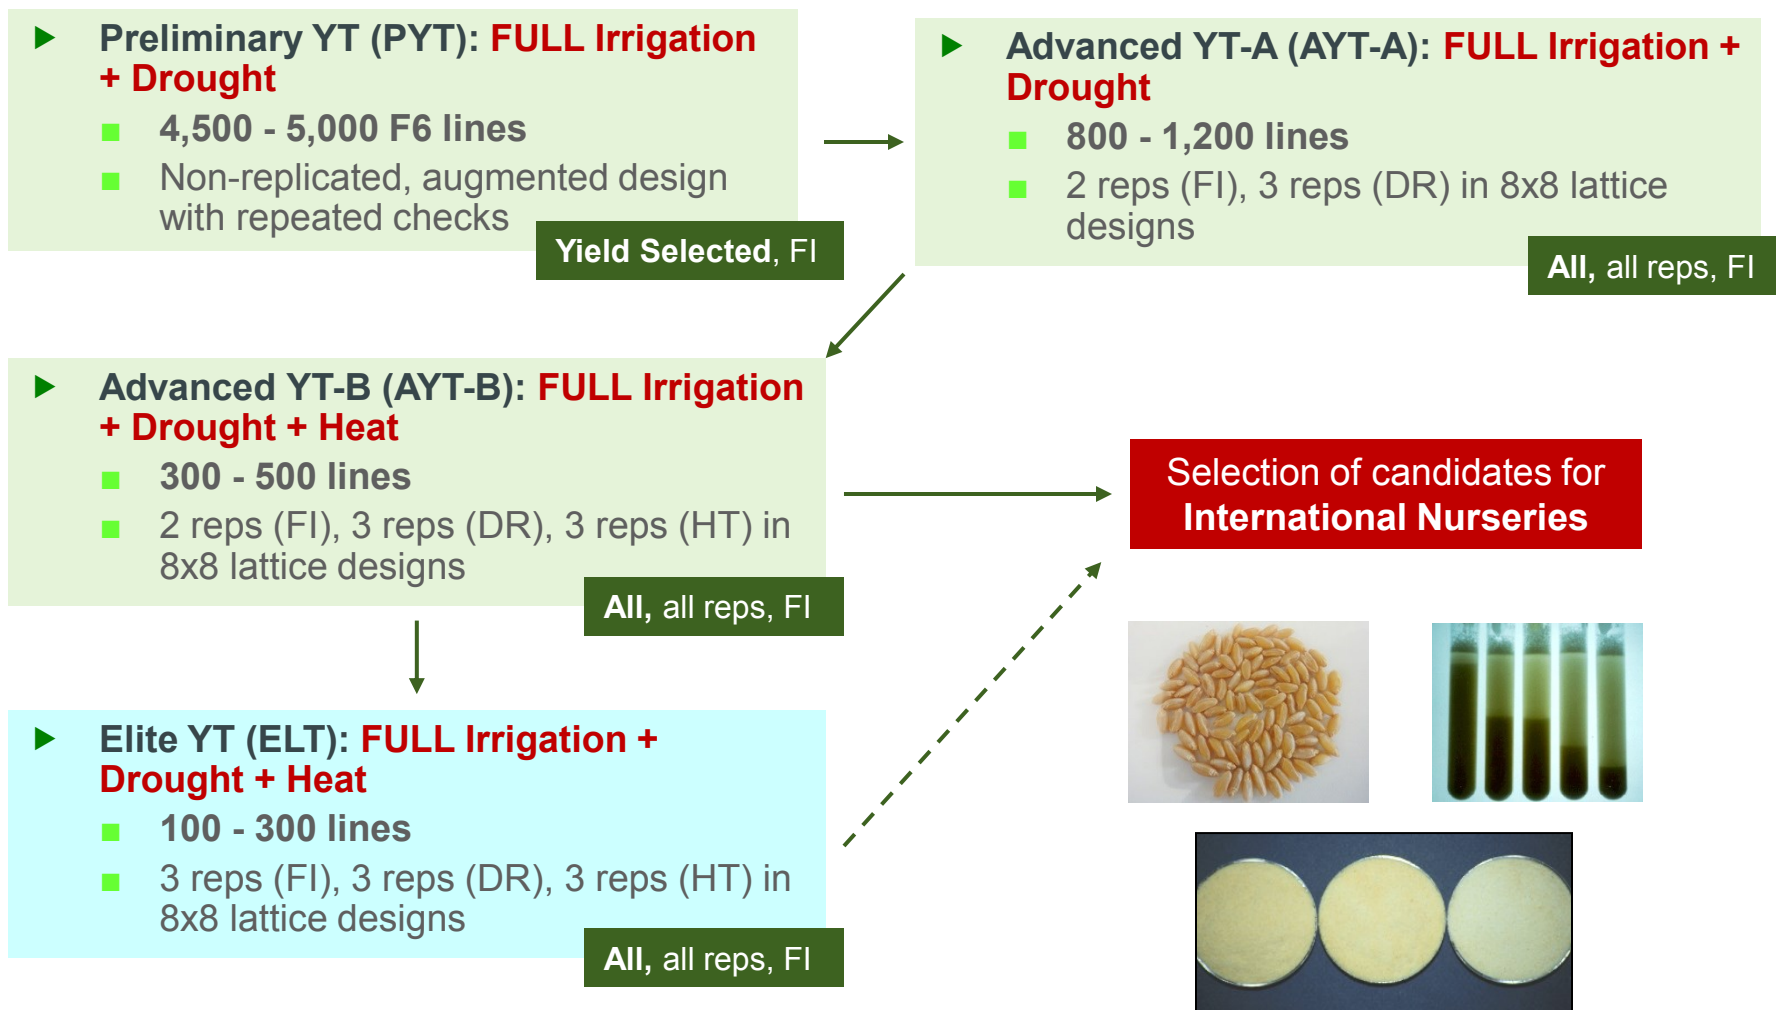 Preliminary YT (PYT): FULL Irrigation
+ Drought
4,500 - 5,000 F6 lines
Non-replicated, augmented design
with repeated checks
Yield Selected, FI
Advanced YT-A (AYT-A): FULL Irrigation +
Drought
800 - 1,200 lines
2 reps (FI), 3 reps (DR) in 8x8 lattice
designs
All, all reps, FI
Advanced YT-B (AYT-B): FULL Irrigation
+ Drought + Heat
300 - 500 lines
2 reps (FI), 3 reps (DR), 3 reps (HT) in
8x8 lattice designs
All, all reps, FI
Selection of candidates for
International Nurseries
Elite YT (ELT): FULL Irrigation +
Drought + Heat
100 - 300 lines
3 reps (FI), 3 reps (DR), 3 reps (HT) in
8x8 lattice designs
All, all reps, FI